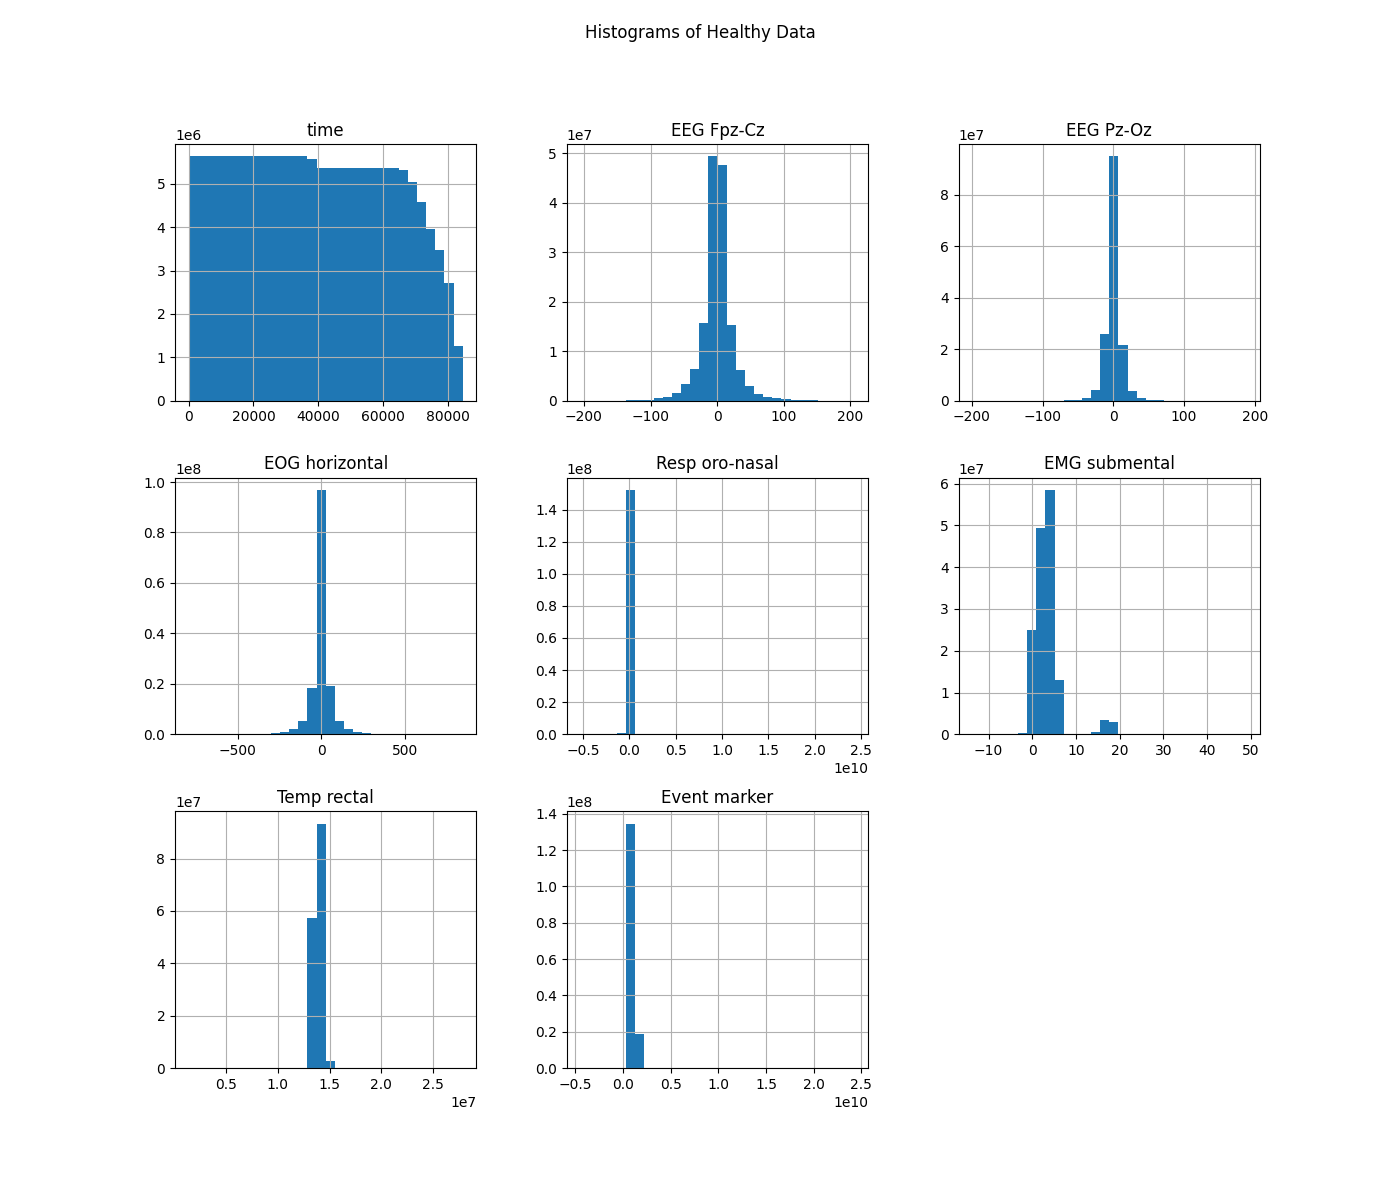 Histograms of Healthy Data
time
1e6
5
4
3
2
1
0
0 20000 40000 60000 80000
EEG Fpz-Cz
1e7
5
4
3
2
1
0
−200 −100 0 100 200
EEG Pz-Oz
1e7
8
6
4
2
0
−200 −100 0 100 200
EOG horizontal
1e8
1.0
0.8
0.6
0.4
0.2
0.0
−500 0 500
Resp oro-nasal
1e8
1.4
1.2
1.0
0.8
0.6
0.4
0.2
0.0
−0.5 0.0 0.5 1.0 1.5 2.0 2.5
1e10
EMG submental
1e7
6
5
4
3
2
1
0
−10 0 10 20 30 40 50
Temp rectal
1e7
8
6
4
2
0
0.5 1.0 1.5 2.0 2.5
1e7
Event marker
1e8
1.4
1.2
1.0
0.8
0.6
0.4
0.2
0.0
−0.5 0.0 0.5 1.0 1.5 2.0 2.5
1e10